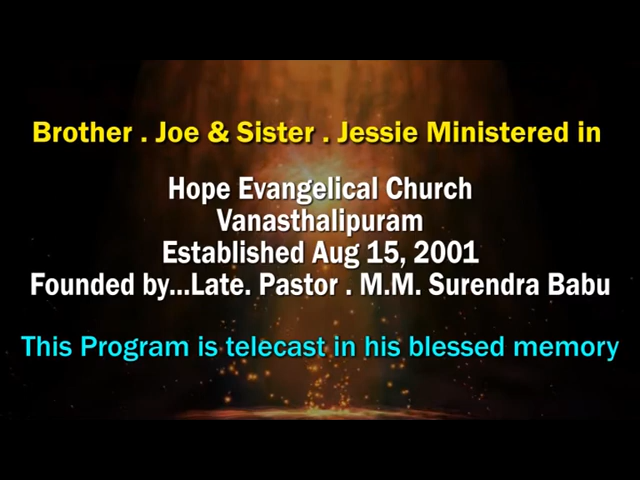 Brother . Joe & Sister . Jessie Ministered in
Hope Evangelical Church
Vanasthalipuram
Established Aug 15, 2001
Founded by...Late. Pastor . M.M. Surendra Babu
This Program is telecast in his blessed memory